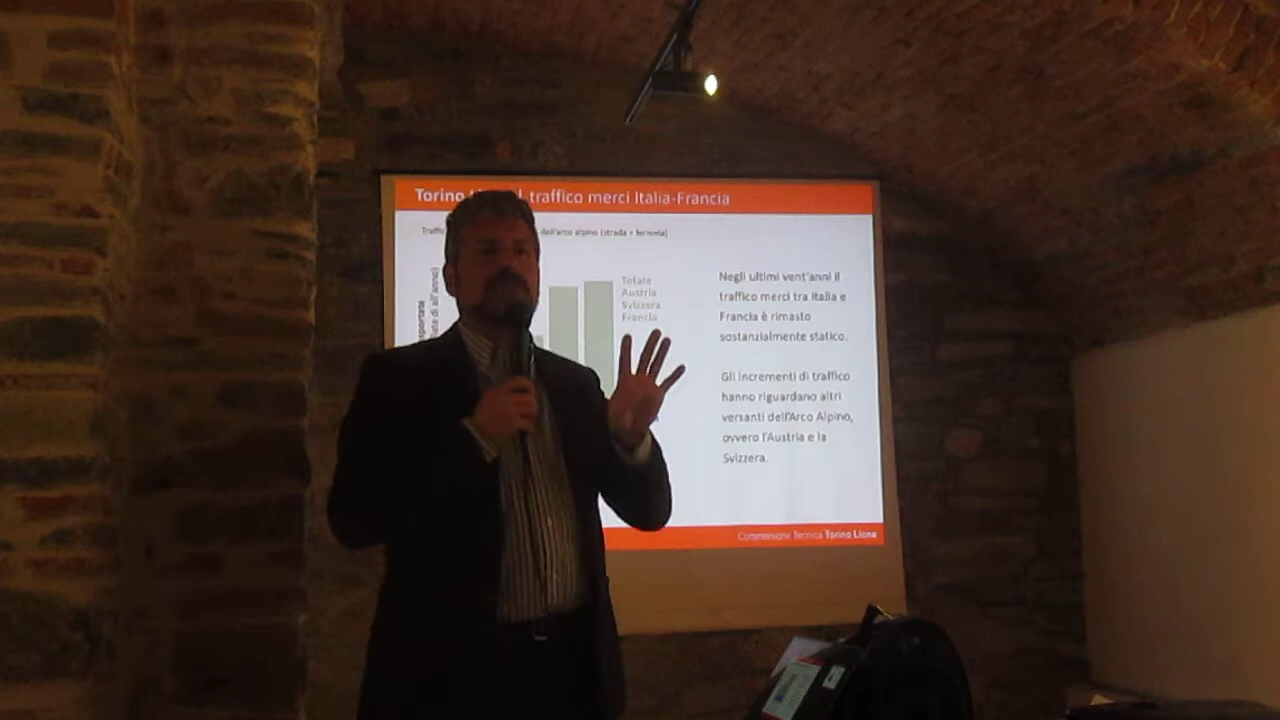 Torino traffico merci Italia-Francia
dell'arco alpino (strada + ferrovia)
Totale
Austria
Svizzera
Francia
Negli ultimi vent'anni il
traffico merci tra Italia e
Francia è rimasto
sostanzialmente statico.
Gli incrementi di traffico
hanno riguardano altri
versanti dell'Arco Alpino,
ovvero l'Austria e la
Svizzera.
Commissione Tecnica Torino Lione